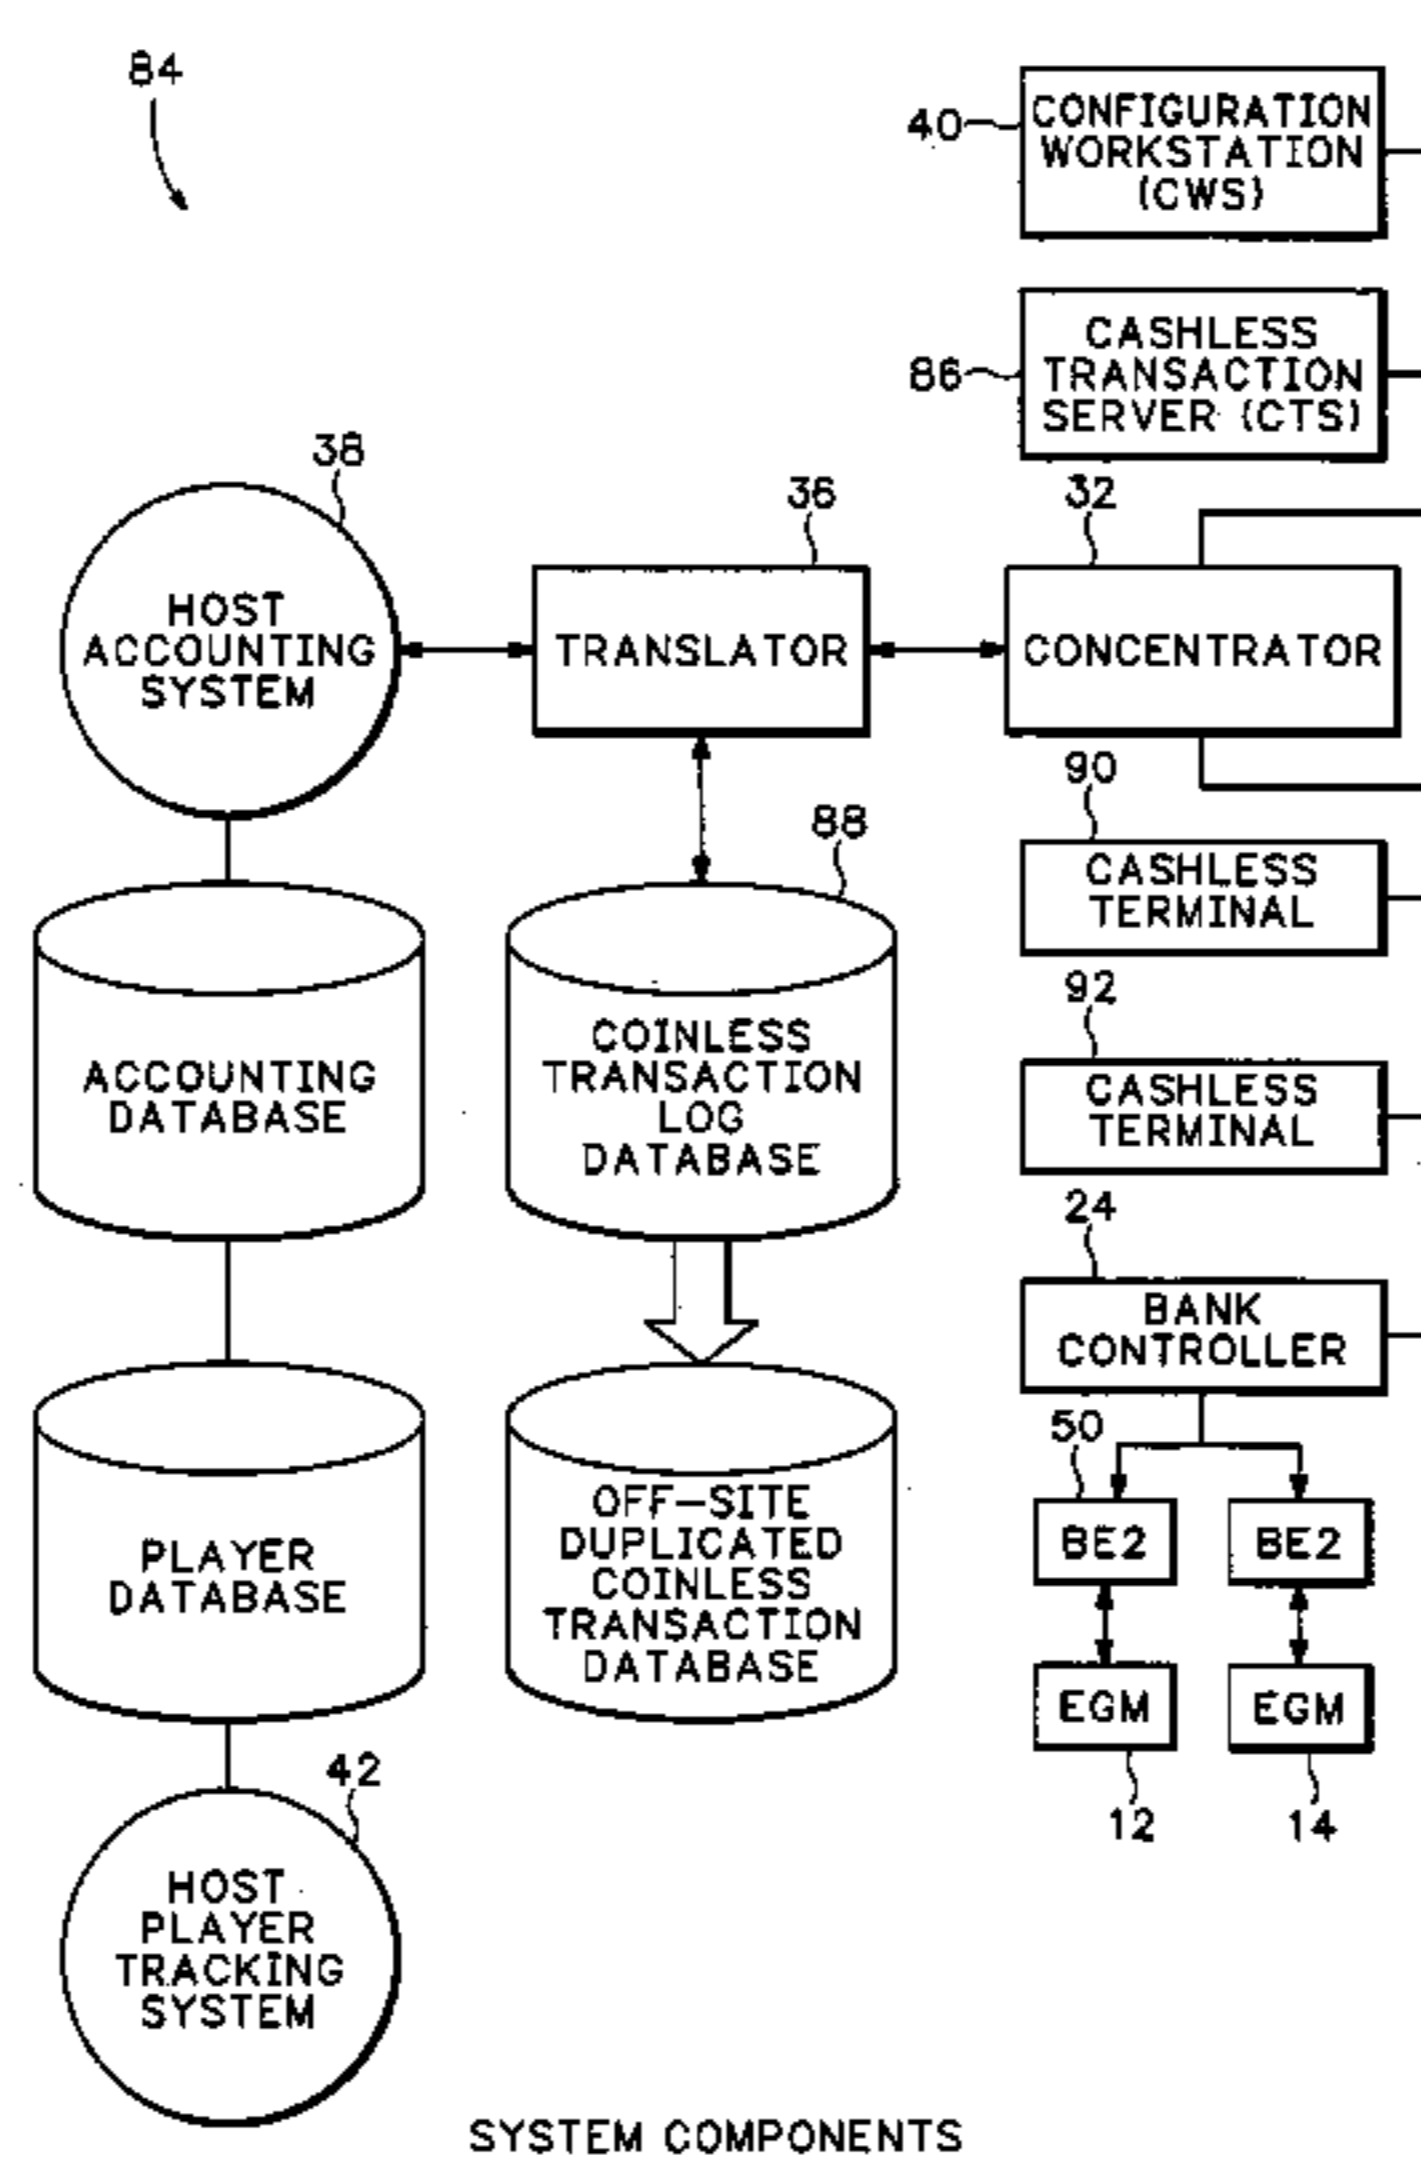 84
40
CONFIGURATION
WORKSTATION
(CWS)
86
CASHLESS
TRANSACTION
SERVER (CTS)
38
36
32
HOST
ACCOUNTING
SYSTEM
TRANSLATOR
CONCENTRATOR
90
88
CASHLESS
TERMINAL
92
ACCOUNTING
DATABASE
COINLESS
TRANSACTION
LOG
DATABASE
CASHLESS
TERMINAL
24
BANK
CONTROLLER
50
PLAYER
DATABASE
OFF-SITE
DUPLICATED
COINLESS
TRANSACTION
DATABASE
BE2
BE2
EGM
EGM
42
12
14
HOST
PLAYER
TRACKING
SYSTEM
SYSTEM COMPONENTS